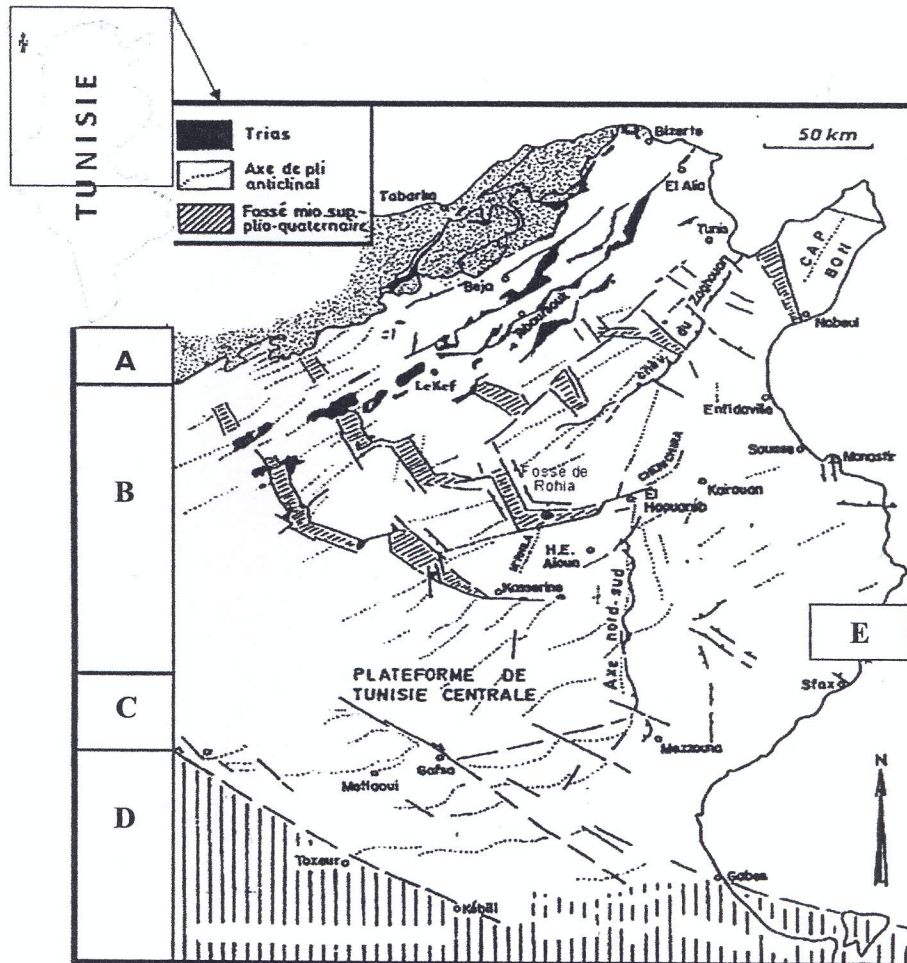 TUNISIE
Trias
Axe de pli
anticlinal
Fossé mio.sup.-
plio-quaternaire
50 km
Bizerte
El Alia
Tabarka
Tunis
CAP
BON
Beja
Zaghouan
du
Nabeul
A
Le Kef
Enfidaville
Sousse
Monastir
B
Fossé de
Rohia
Kairouan
El
Haouareb
H.E.
Aioun
Kasserine
Axe nord-sud
E
PLATEFORME DE
TUNISIE CENTRALE
C
Sfax
Mezzouna
Gafsa
Metlaoui
N
D
Tozeur
Gabes
Kébili